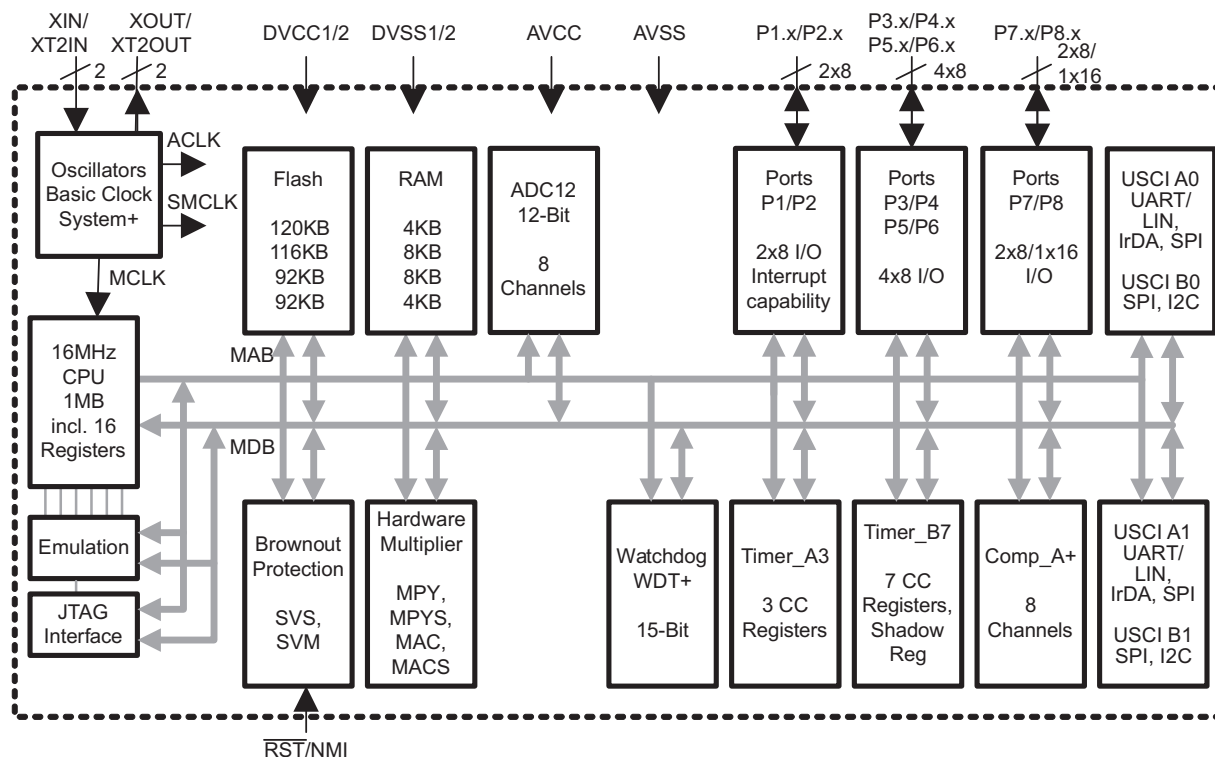 XIN/
XT2IN
2
XOUT/
XT2OUT
2
DVCC1/2
DVSS1/2
AVCC
AVSS
P1.x/P2.x
2x8
P3.x/P4.x
P5.x/P6.x
4x8
P7.x/P8.x
2x8/
1x16
Oscillators
Basic Clock
System+
ACLK
SMCLK
MCLK
Flash
120KB
116KB
92KB
92KB
RAM
4KB
8KB
8KB
4KB
ADC12
12-Bit
8
Channels
Ports
P1/P2
2x8 I/O
Interrupt
capability
Ports
P3/P4
P5/P6
4x8 I/O
Ports
P7/P8
2x8/1x16
I/O
USCI A0
UART/
LIN,
IrDA, SPI
USCI B0
SPI, I2C
16MHz
CPU
1MB
incl. 16
Registers
MAB
MDB
Emulation
JTAG
Interface
Brownout
Protection
SVS,
SVM
Hardware
Multiplier
MPY,
MPYS,
MAC,
MACS
Watchdog
WDT+
15-Bit
Timer_A3
3 CC
Registers
Timer_B7
7 CC
Registers,
Shadow
Reg
Comp_A+
8
Channels
USCI A1
UART/
LIN,
IrDA, SPI
USCI B1
SPI, I2C
RST/NMI